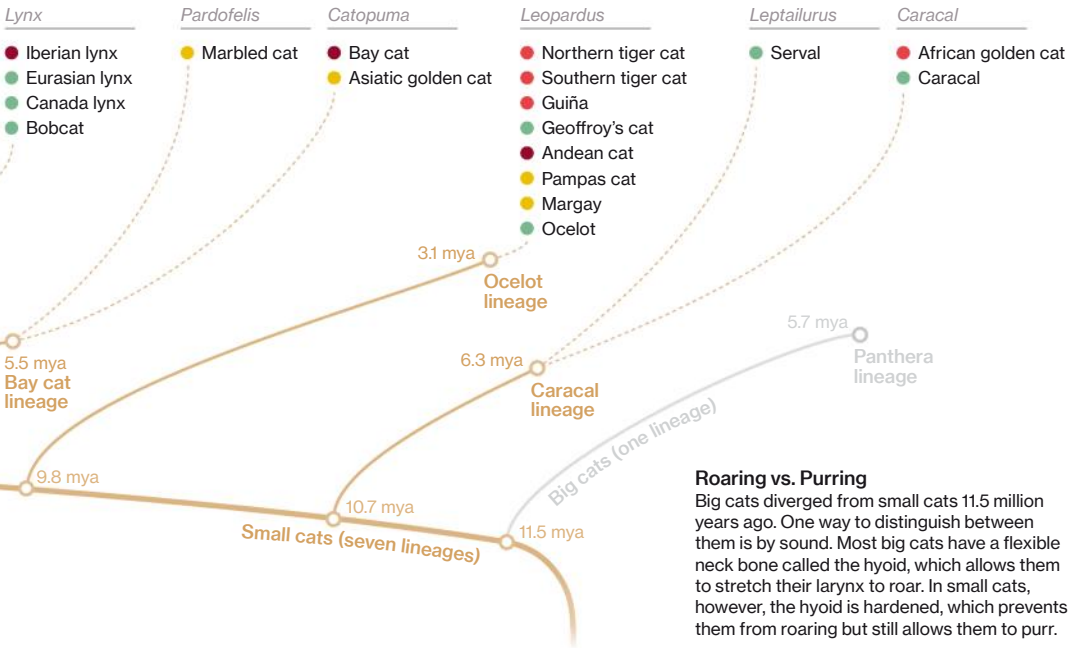 Lynx
Pardofelis
Catopuma
Leopardus
Leptailurus
Caracal
Iberian lynx
Eurasian lynx
Canada lynx
Bobcat
Marbled cat
Bay cat
Asiatic golden cat
Northern tiger cat
Southern tiger cat
Guiña
Geoffroy's cat
Andean cat
Pampas cat
Margay
Ocelot
Serval
African golden cat
Caracal
3.1 mya
Ocelot
lineage
5.5 mya
Bay cat
lineage
6.3 mya
Caracal
lineage
5.7 mya
Panthera
lineage
Big cats (one lineage)
9.8 mya
10.7 mya
Small cats (seven lineages)
11.5 mya
Roaring vs. Purring
Big cats diverged from small cats 11.5 million
years ago. One way to distinguish between
them is by sound. Most big cats have a flexible
neck bone called the hyoid, which allows them
to stretch their larynx to roar. In small cats,
however, the hyoid is hardened, which prevents
them from roaring but still allows them to purr.